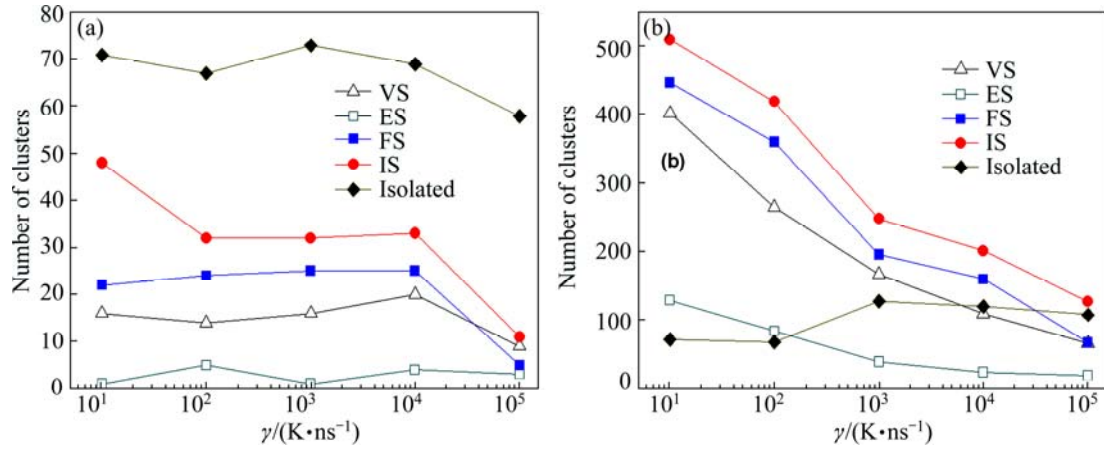 (a)
80
70
60
50
40
30
20
10
0
Number of clusters
VS
ES
FS
IS
Isolated
10¹ 10² 10³ 10⁴ 10⁵
γ/(K•ns⁻¹)
(b)
500
400
300
200
100
0
Number of clusters
(b)
VS
ES
FS
IS
Isolated
10¹ 10² 10³ 10⁴ 10⁵
γ/(K•ns⁻¹)